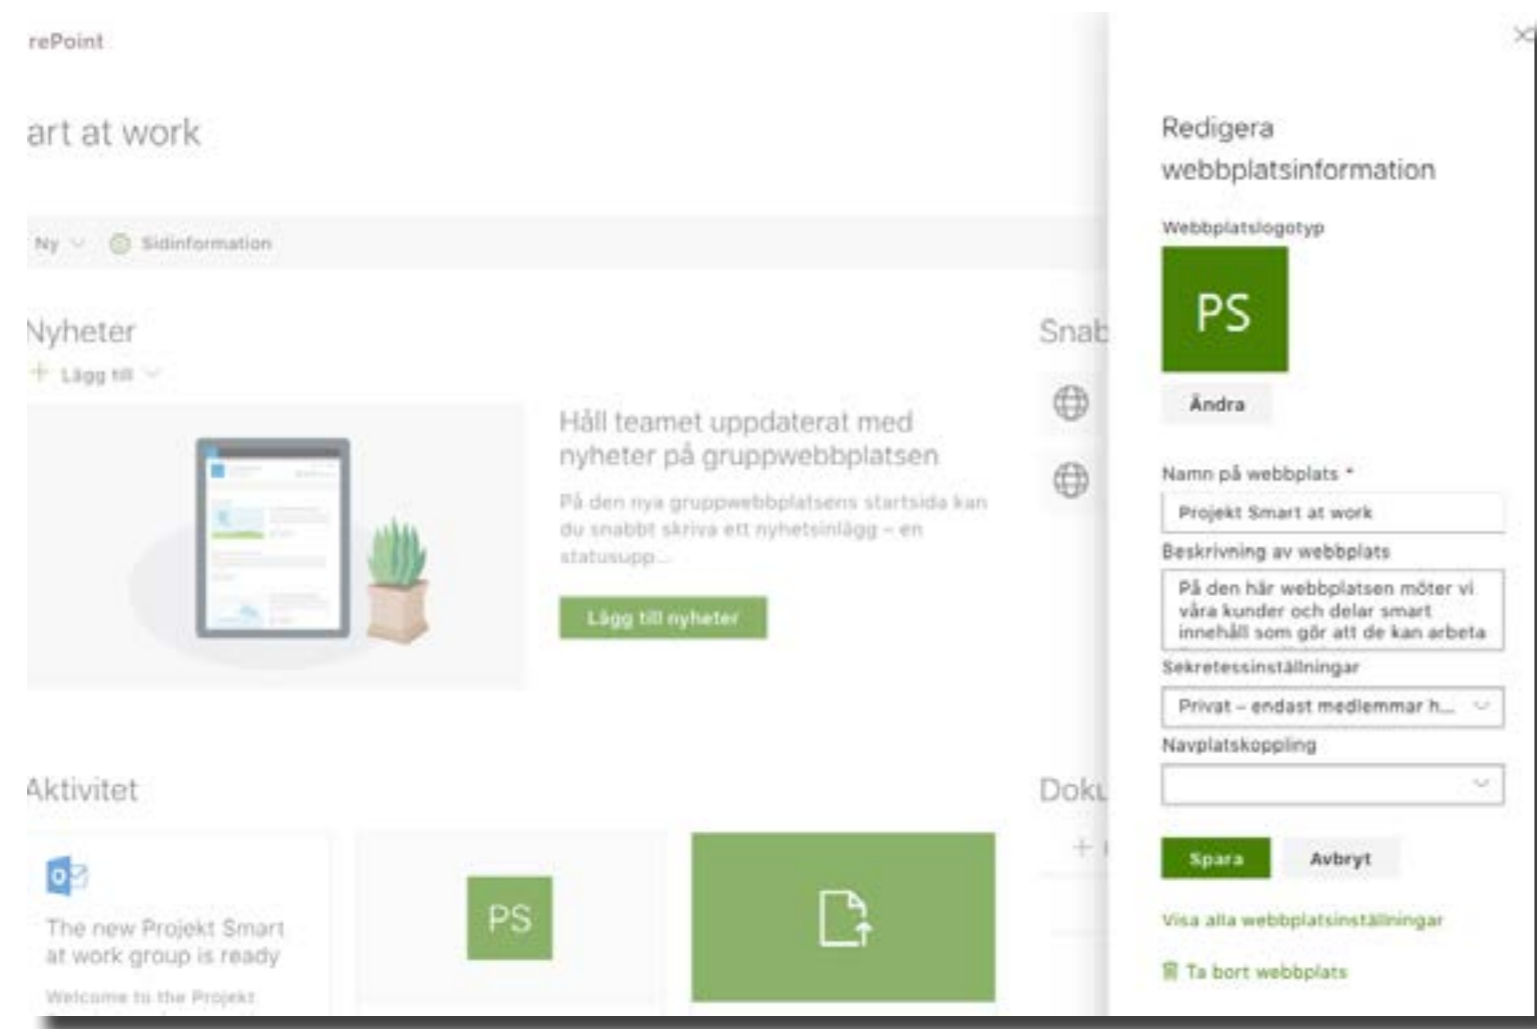 rePoint
art at work
Ny
Sidinformation
Nyheter
Lägg till
Håll teamet uppdaterat med
nyheter på gruppwebbplatsen
På den nya gruppwebbplatsens startsida kan
du snabbt skriva ett nyhetsinlägg – en
statusupp...
Lägg till nyheter
Snab
Aktivitet
The new Projekt Smart
at work group is ready
Welcome to the Projekt
PS
Doku
Redigera
webbplatsinformation
Webbplatslogotyp
PS
Ändra
Namn på webbplats *
Projekt Smart at work
Beskrivning av webbplats
På den här webbplatsen möter vi
våra kunder och delar smart
innehåll som gör att de kan arbeta
Sekretessinställningar
Privat – endast medlemmar h...
Navplatskoppling
Spara
Avbryt
Visa alla webbplatsinställningar
Ta bort webbplats